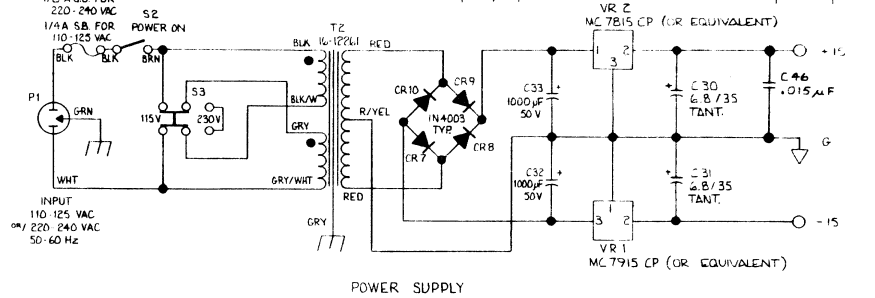 220-240 VAC
1/4 A S.B. FOR
110-125 VAC
S2
POWER ON
BLK
BLK
BRN
P1
GRN
WHT
INPUT
110-125 VAC
OR/ 220-240 VAC
50-60 Hz
S3
115V
230V
T2
16-12261
BLK
BLK/W
GRY
GRY/WHT
GRY
RED
R/YEL
RED
CR10
CR9
1N4003
TYP.
CR7
CR8
C33
1000µF
50V
C32
1000µF
50V
VR 2
MC 7815 CP (OR EQUIVALENT)
1
2
3
C30
6.8/35
TANT.
C46
.015µF
+15
G
C31
6.8/35
TANT.
1
3
2
-15
VR 1
MC 7915 CP (OR EQUIVALENT)
POWER SUPPLY